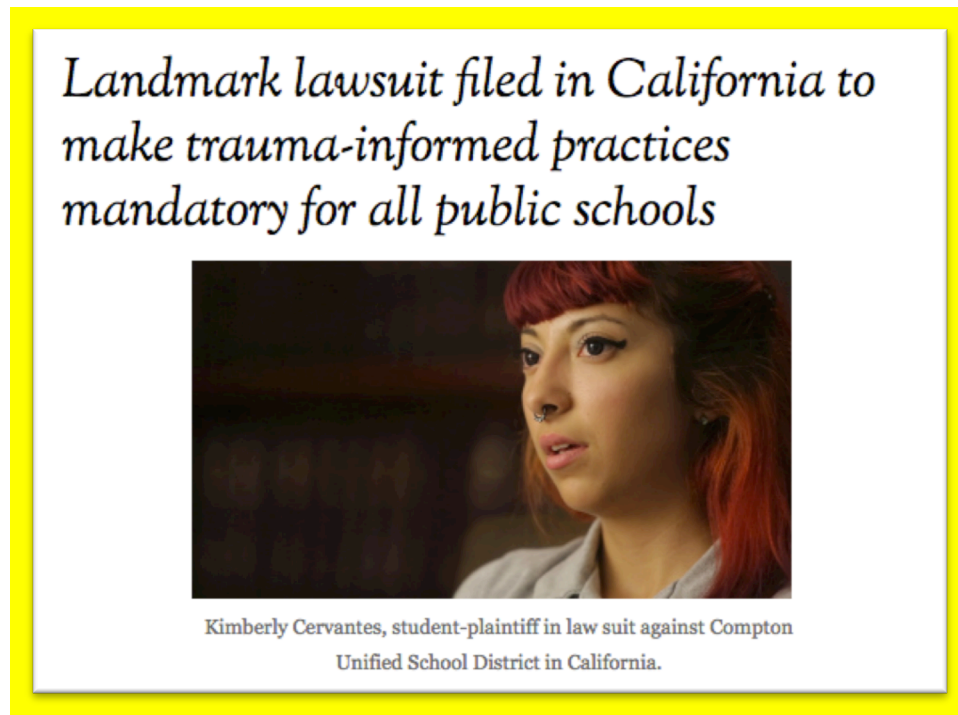 Landmark lawsuit filed in California to
make trauma-informed practices
mandatory for all public schools
Kimberly Cervantes, student-plaintiff in law suit against Compton
Unified School District in California.